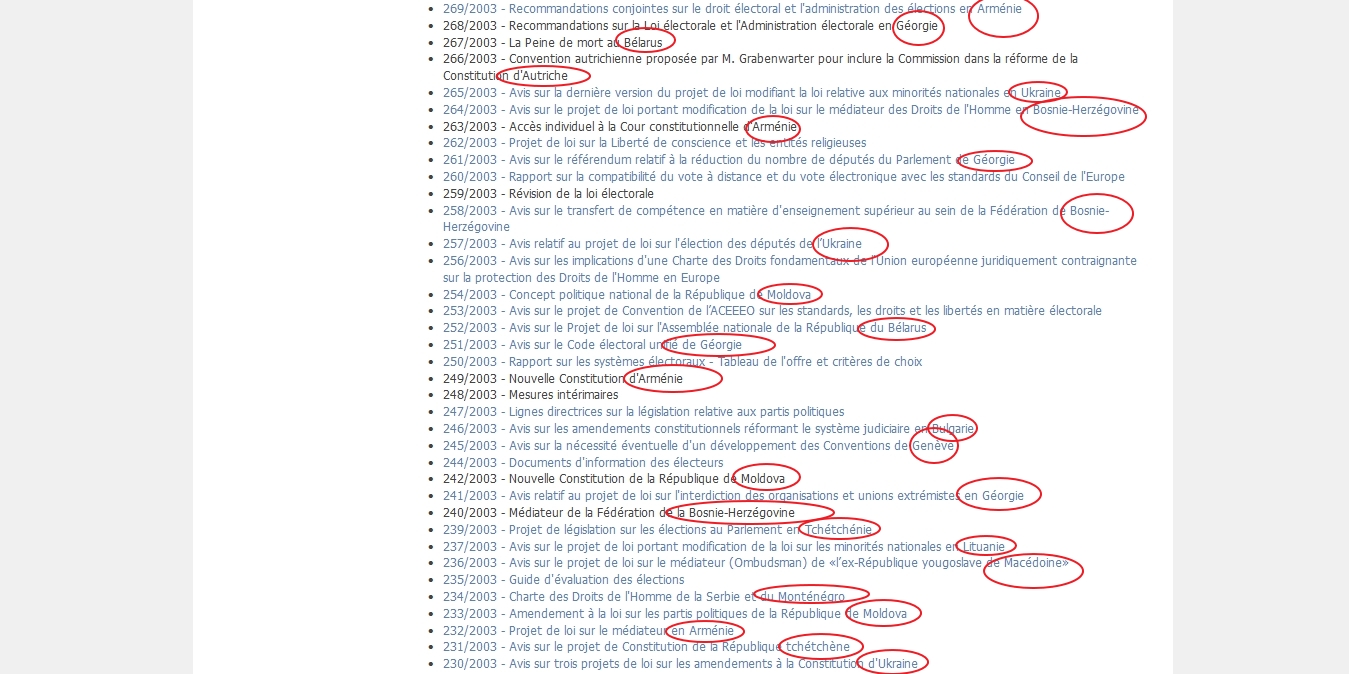 269/2003 - Recommandations conjointes sur le droit électoral et l'administration des élections en Arménie
268/2003 - Recommandations sur la Loi électorale et l'Administration électorale en Géorgie
267/2003 - La Peine de mort au Bélarus
266/2003 - Convention autrichienne proposée par M. Grabenwarter pour inclure la Commission dans la réforme de la
Constitution d'Autriche
265/2003 - Avis sur la dernière version du projet de loi modifiant la loi relative aux minorités nationales en Ukraine
264/2003 - Avis sur le projet de loi portant modification de la loi sur le médiateur des Droits de l'Homme en Bosnie-Herzégovine
263/2003 - Accès individuel à la Cour constitutionnelle d'Arménie
262/2003 - Projet de loi sur la Liberté de conscience et les entités religieuses
261/2003 - Avis sur le référendum relatif à la réduction du nombre de députés du Parlement de Géorgie
260/2003 - Rapport sur la compatibilité du vote à distance et du vote électronique avec les standards du Conseil de l'Europe
259/2003 - Révision de la loi électorale
258/2003 - Avis sur le transfert de compétence en matière d'enseignement supérieur au sein de la Fédération de Bosnie-
Herzégovine
257/2003 - Avis relatif au projet de loi sur l'élection des députés de l’Ukraine
256/2003 - Avis sur les implications d'une Charte des Droits fondamentaux de l'Union européenne juridiquement contraignante
sur la protection des Droits de l'Homme en Europe
254/2003 - Concept politique national de la République de Moldova
253/2003 - Avis sur le projet de Convention de l’ACEEEO sur les standards, les droits et les libertés en matière électorale
252/2003 - Avis sur le Projet de loi sur l'Assemblée nationale de la République du Bélarus
251/2003 - Avis sur le Code électoral unifié de Géorgie
250/2003 - Rapport sur les systèmes électoraux - Tableau de l'offre et critères de choix
249/2003 - Nouvelle Constitution d'Arménie
248/2003 - Mesures intérimaires
247/2003 - Lignes directrices sur la législation relative aux partis politiques
246/2003 - Avis sur les amendements constitutionnels réformant le système judiciaire en Bulgarie
245/2003 - Avis sur la nécessité éventuelle d'un développement des Conventions de Genève
244/2003 - Documents d'information des électeurs
242/2003 - Nouvelle Constitution de la République de Moldova
241/2003 - Avis relatif au projet de loi sur l'interdiction des organisations et unions extrémistes en Géorgie
240/2003 - Médiateur de la Fédération de la Bosnie-Herzégovine
239/2003 - Projet de législation sur les élections au Parlement en Tchétchénie
237/2003 - Avis sur le projet de loi portant modification de la loi sur les minorités nationales en Lituanie
236/2003 - Avis sur le projet de loi sur le médiateur (Ombudsman) de «l’ex-République yougoslave de Macédoine»
235/2003 - Guide d'évaluation des élections
234/2003 - Charte des Droits de l'Homme de la Serbie et du Monténégro
233/2003 - Amendement à la loi sur les partis politiques de la République de Moldova
232/2003 - Projet de loi sur le médiateur en Arménie
231/2003 - Avis sur le projet de Constitution de la République tchétchène
230/2003 - Avis sur trois projets de loi sur les amendements à la Constitution d'Ukraine